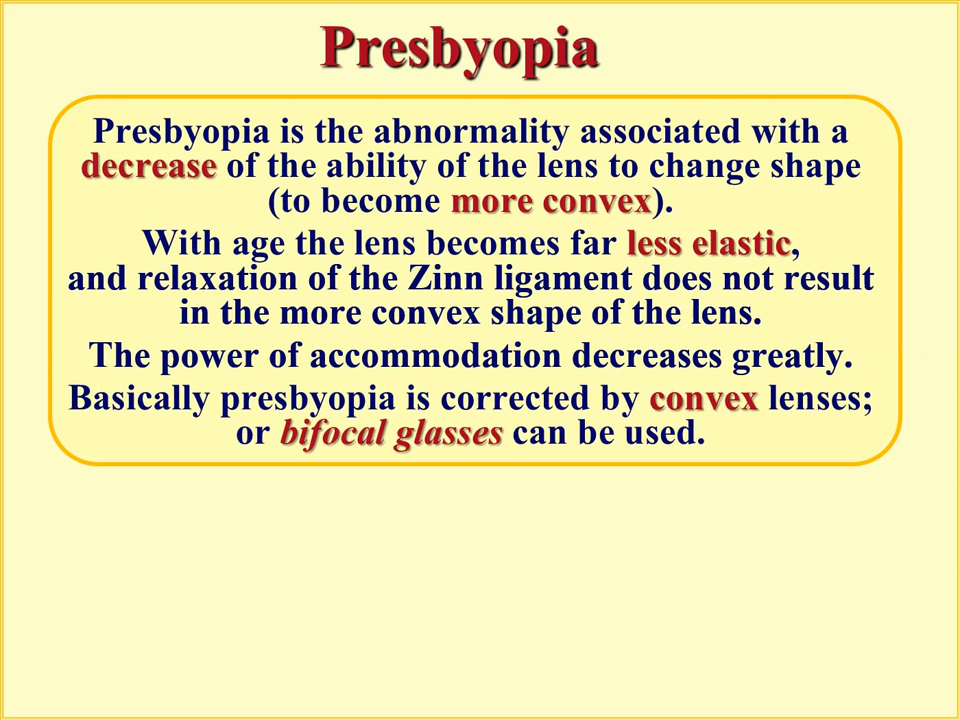 Presbyopia
Presbyopia is the abnormality associated with a
decrease of the ability of the lens to change shape
(to become more convex).
With age the lens becomes far less elastic,
and relaxation of the Zinn ligament does not result
in the more convex shape of the lens.
The power of accommodation decreases greatly.
Basically presbyopia is corrected by convex lenses;
or bifocal glasses can be used.